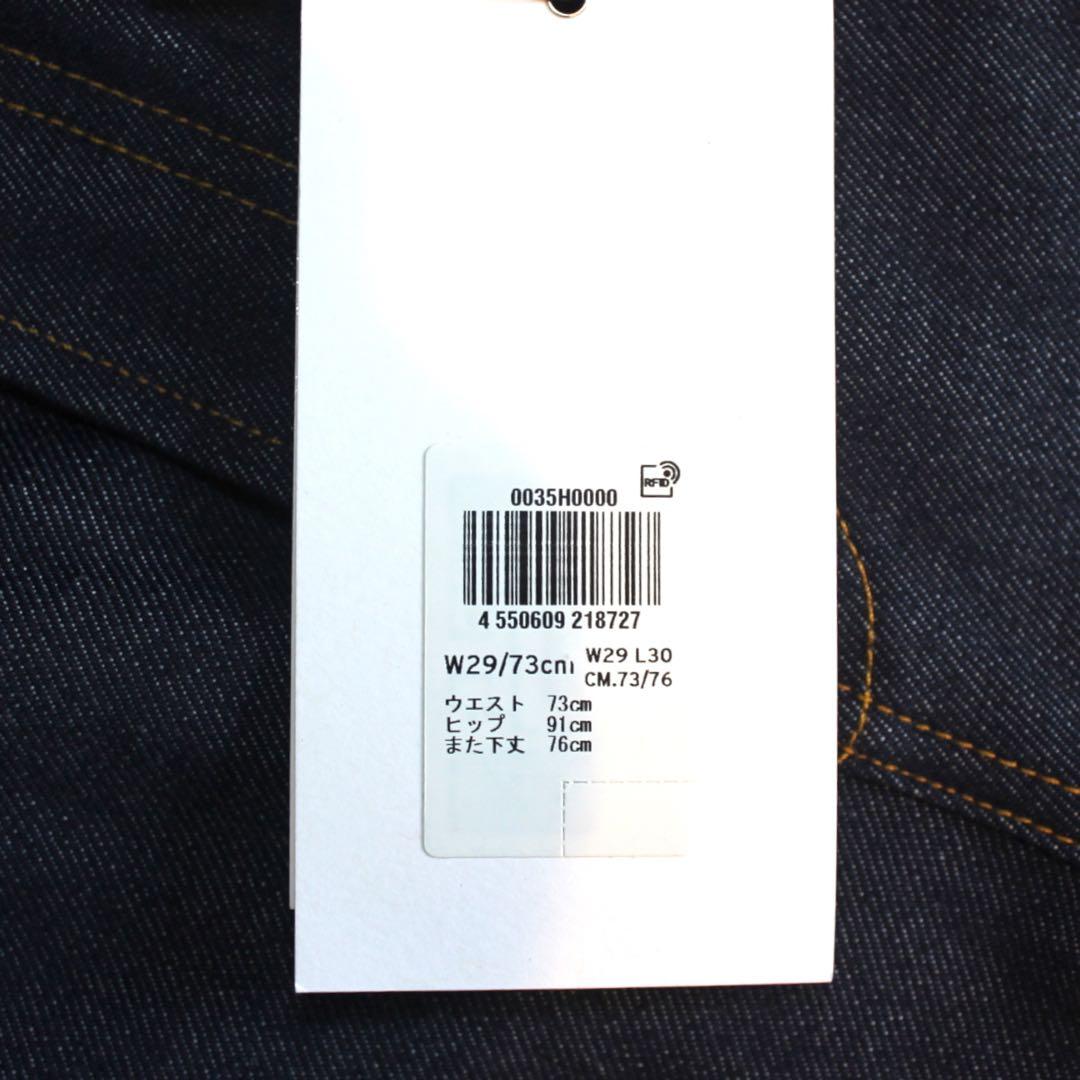 RFID
0035H0000
4 550609 218727
W29/73cm
W29 L30
CM.73/76
ウエスト 73cm
ヒップ 91cm
また下丈 76cm